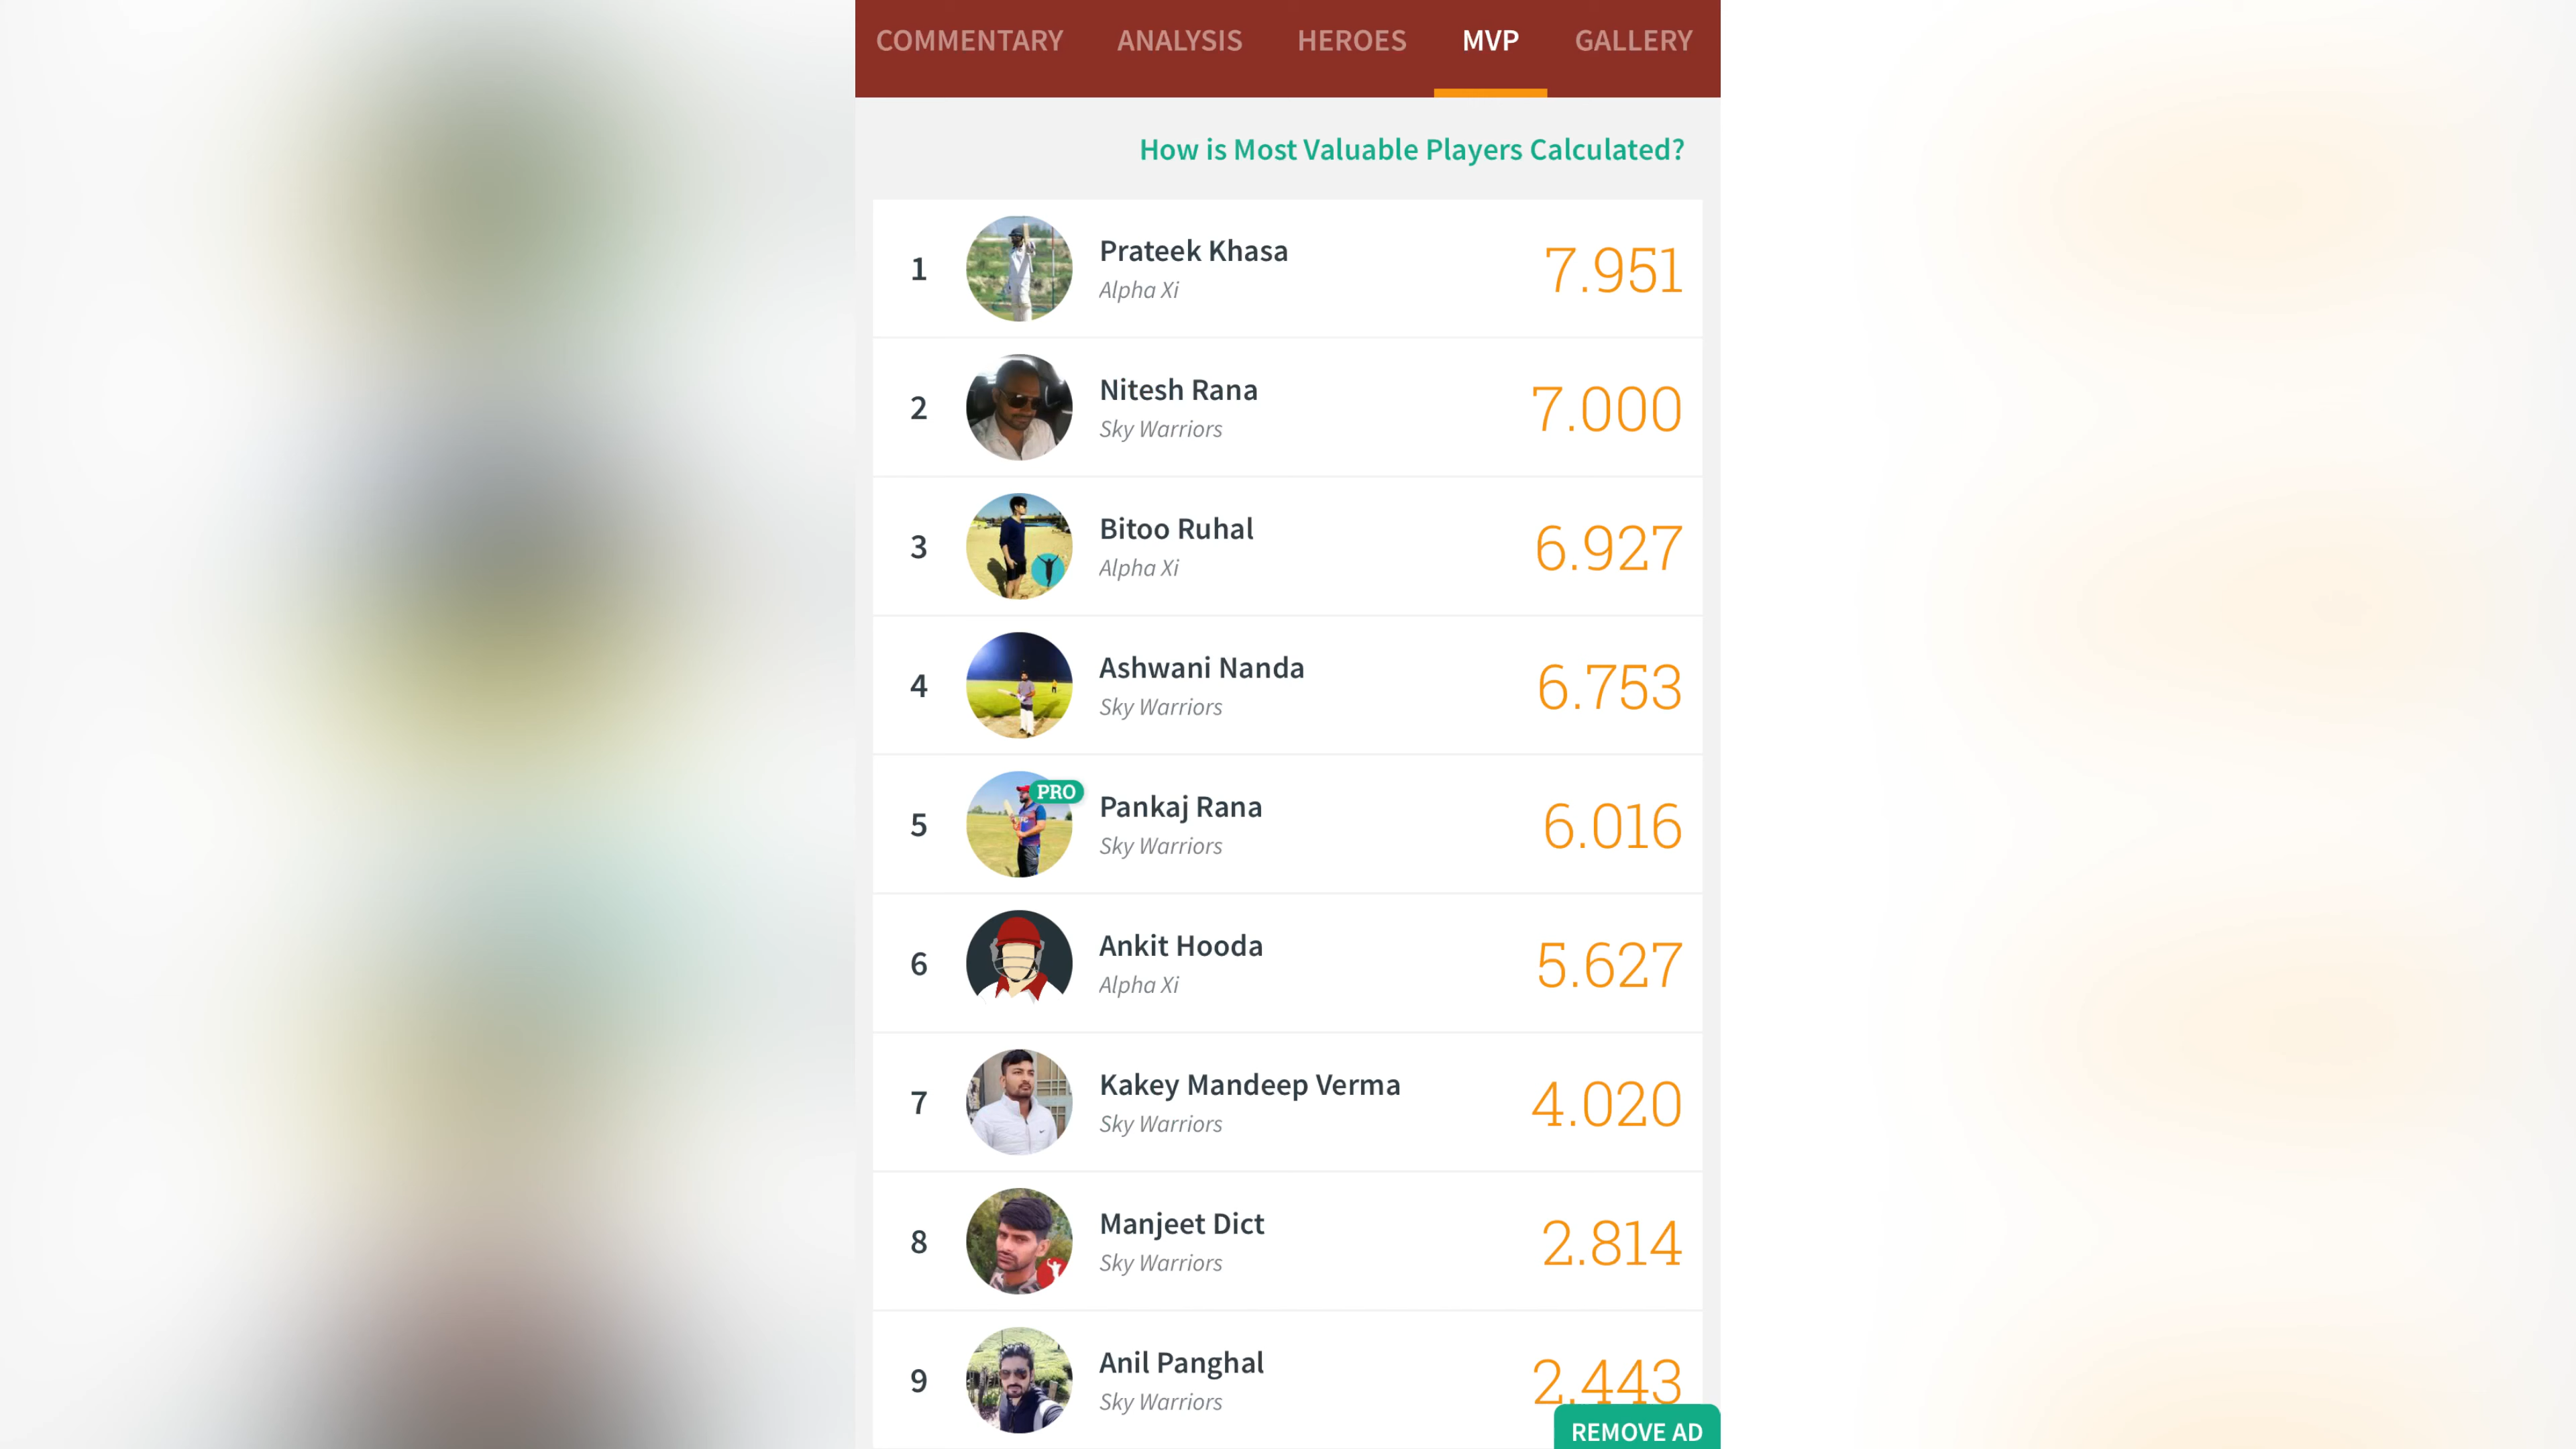 COMMENTARY ANALYSIS HEROES MVP GALLERY
How is Most Valuable Players Calculated?
1 Prateek Khasa 7.951
Alpha Xi
2 Nitesh Rana 7.000
Sky Warriors
3 Bitoo Ruhal 6.927
Alpha Xi
4 Ashwani Nanda 6.753
Sky Warriors
PRO
5 Pankaj Rana 6.016
Sky Warriors
6 Ankit Hooda 5.627
Alpha Xi
7 Kakey Mandeep Verma 4.020
Sky Warriors
8 Manjeet Dict 2.814
Sky Warriors
9 Anil Panghal 2.443
Sky Warriors
REMOVE AD